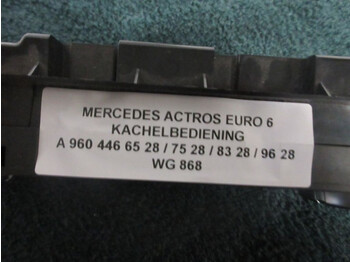 MERCEDES ACTROS EURO 6
KACHELBEDIENING
A 960 446 65 28 / 75 28 / 83 28 / 96 28
WG 868